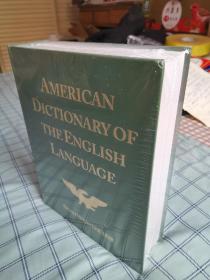 AMERICAN
DICTIONARY OF
THE ENGLISH
LANGUAGE